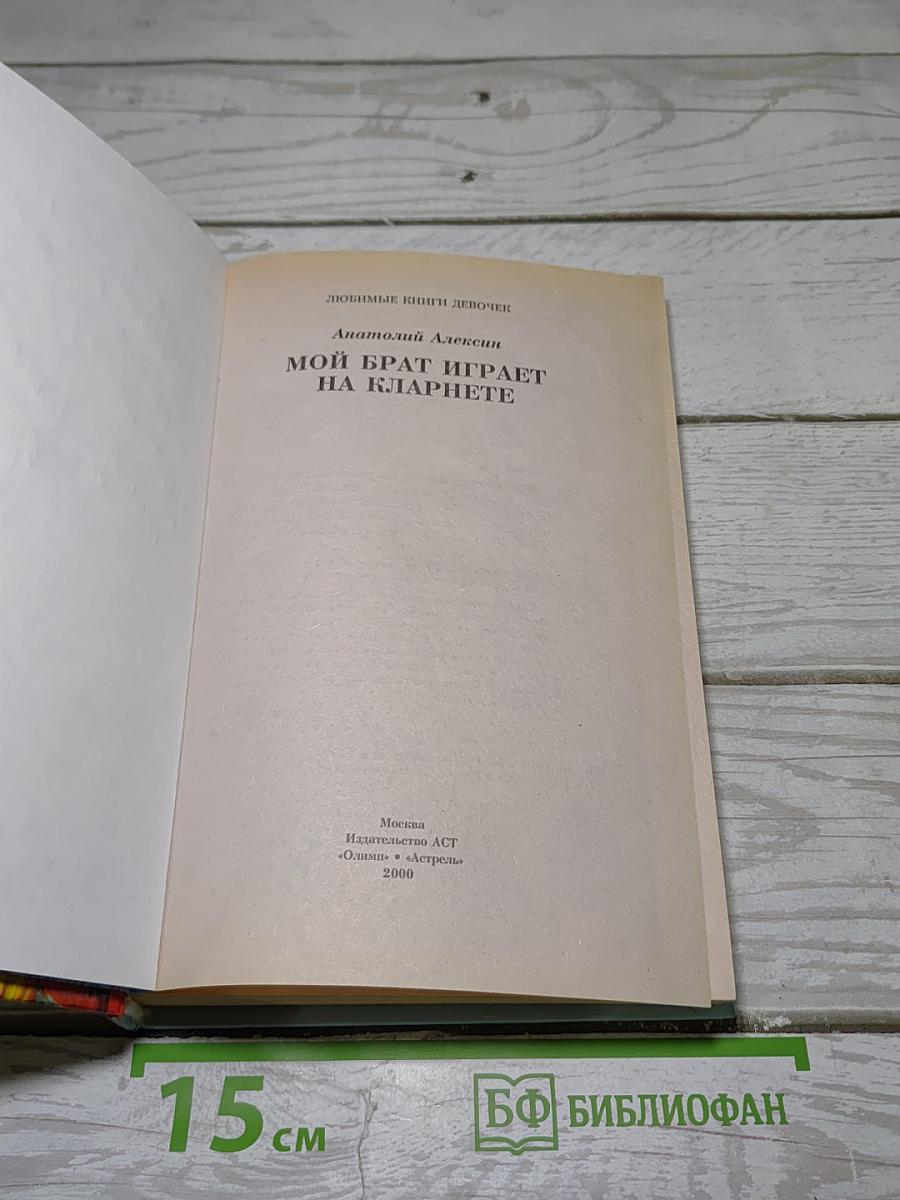 ЛЮБИМЫЕ КНИГИ ДЕВОЧЕК
Анатолий Алексин
МОЙ БРАТ ИГРАЕТ
НА КЛАРНЕТЕ
Москва
Издательство АСТ
«Олимп» • «Астрель»
2000
15 см
БФ БИБЛИОФАН